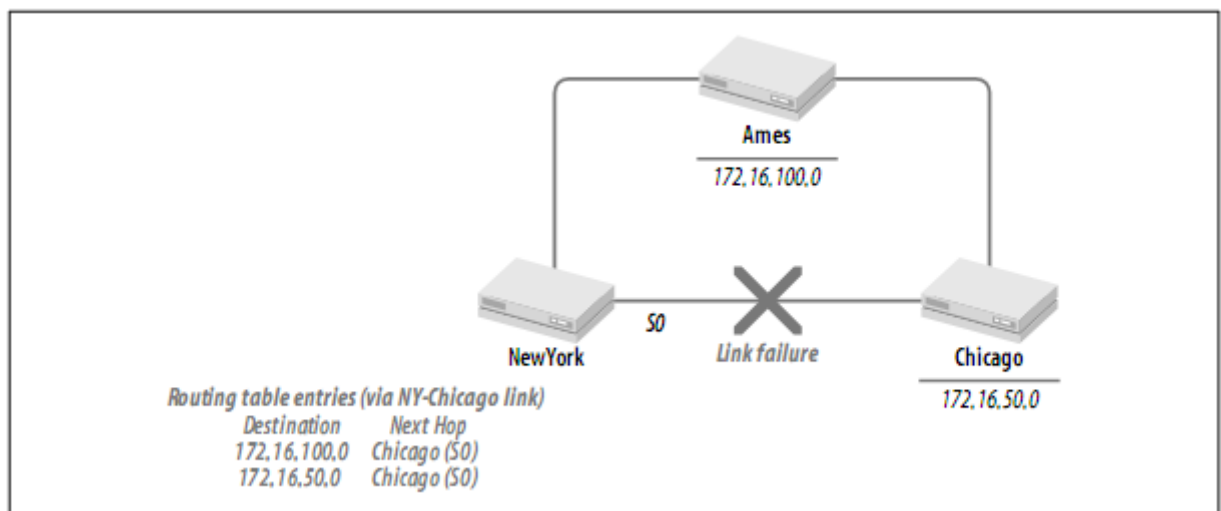 Ames
172.16.100.0
S0
Link failure
NewYork
Chicago
172.16.50.0
Routing table entries (via NY-Chicago link)
Destination Next Hop
172.16.100.0 Chicago (S0)
172.16.50.0 Chicago (S0)